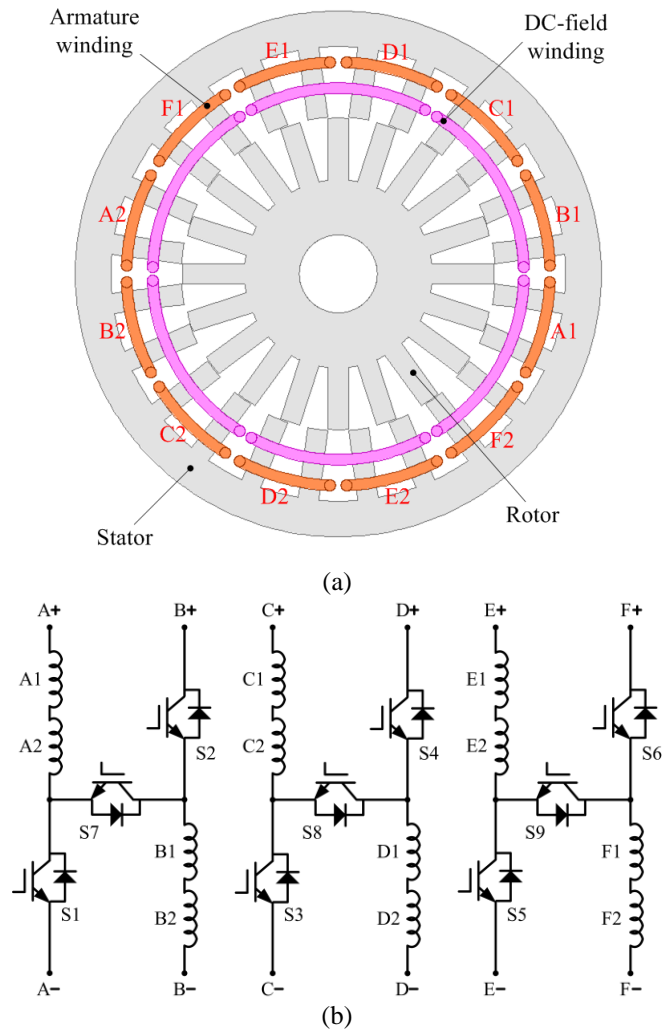 Armature
winding
DC-field
winding
E1 D1
F1 C1
A2 B1
B2 A1
C2 F2
D2 E2
Stator
Rotor
(a)
A+ B+ C+ D+ E+ F+
A1 C1 E1
S2 S4 S6
A2 C2 E2
S7 S8 S9
B1 D1 F1
S1 S3 S5
B2 D2 F2
A− B− C− D− E− F−
(b)